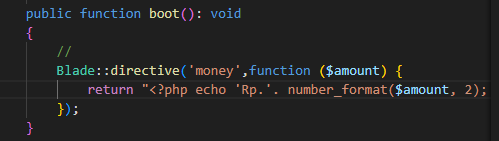 public function boot(): void
{
//
Blade::directive('money',function ($amount) {
return "<?php echo 'Rp.'. number_format($amount, 2);
});
}